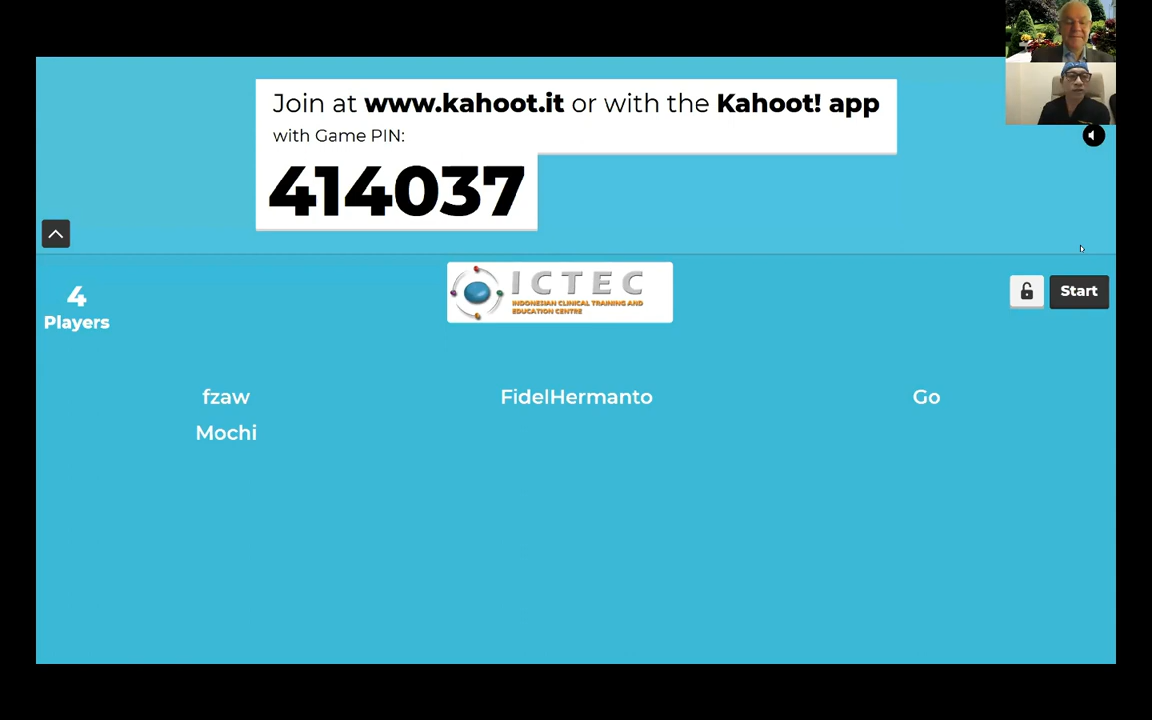 Join at www.kahoot.it or with the Kahoot! app
with Game PIN:
414037
4
Players
ICTEC
INDONESIAN CLINICAL TRAINING AND
EDUCATION CENTRE
Start
fzaw
FidelHermanto
Go
Mochi